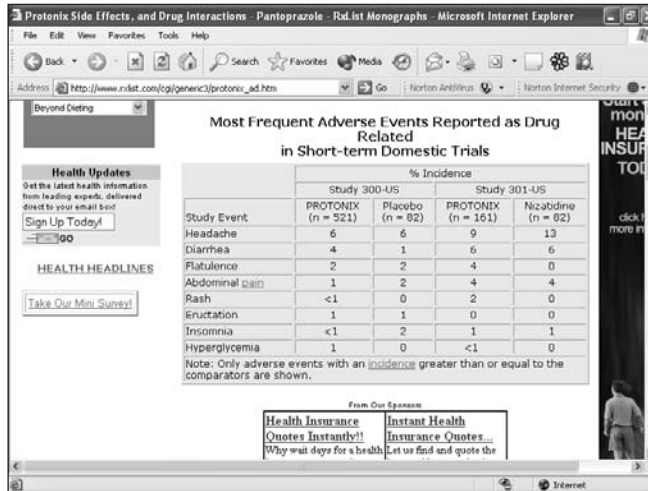 Protonix Side Effects, and Drug Interactions - Pantoprazole - RxList Monographs - Microsoft Internet Explorer
File Edit View Favorites Tools Help
Back Search Favorites Media
Address http://www.rxlist.com/cgi/generic3/protonix_ad.htm Go Norton AntiVirus Norton Internet Security
Beyond Dieting
Health Updates
Get the latest health information
from leading experts, delivered
direct to your email box!
Sign Up Today!
GO
HEALTH HEADLINES
Take Our Mini Survey!
Most Frequent Adverse Events Reported as Drug
Related
in Short-term Domestic Trials
% Incidence
Study 300-US Study 301-US
Study Event PROTONIX (n = 521) Placebo (n = 82) PROTONIX (n = 161) Nizatidine (n = 82)
Headache 6 6 9 13
Diarrhea 4 1 6 6
Flatulence 2 2 4 0
Abdominal pain 1 2 4 4
Rash <1 0 2 0
Eructation 1 1 0 0
Insomnia <1 2 1 1
Hyperglycemia 1 0 <1 0
Note: Only adverse events with an incidence greater than or equal to the
comparators are shown.
From Our Sponsors
Health Insurance
Quotes Instantly!!
Why wait days for a health
Instant Health
Insurance Quotes...
Let us find and quote the
mon
HEA
INSUR
TOD
click h
more in
Internet